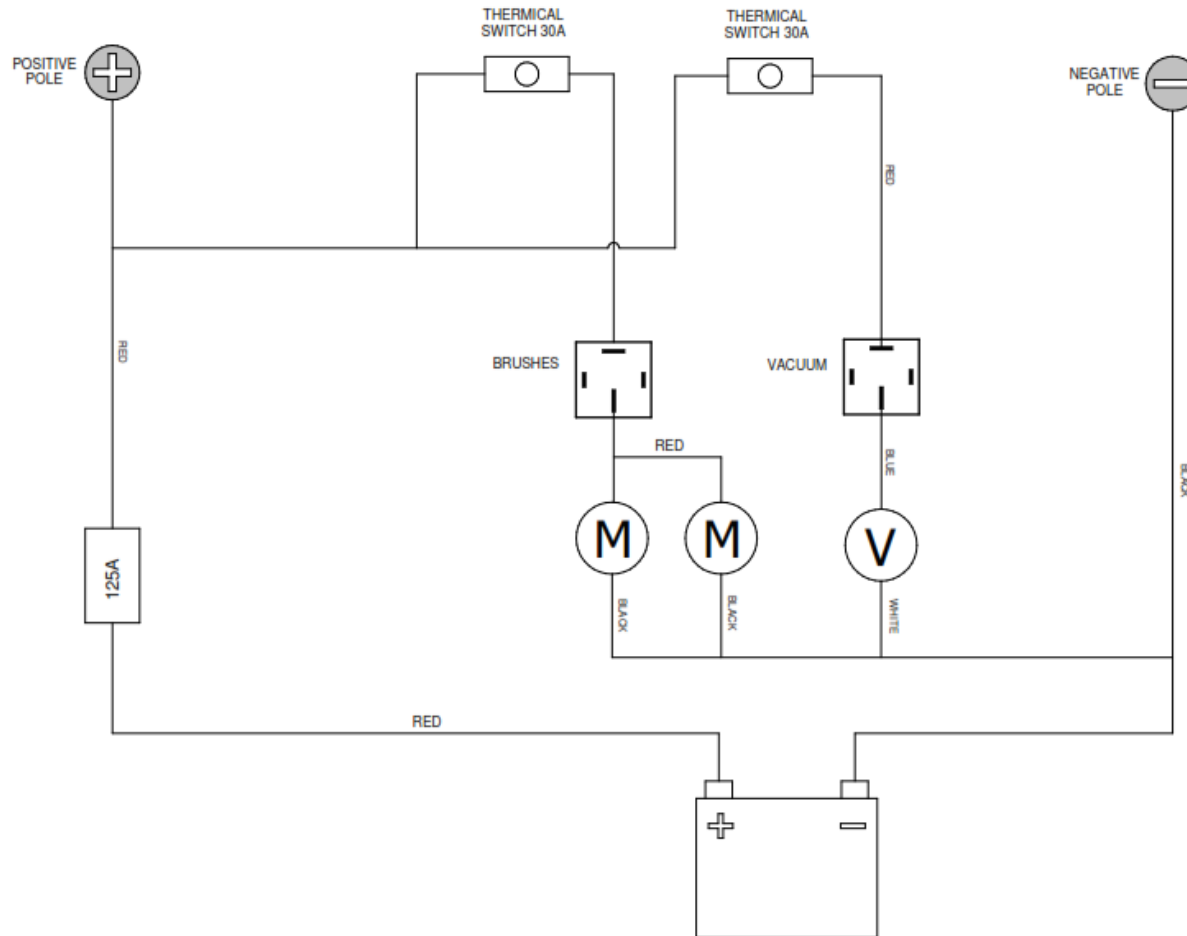 THERMICAL
SWITCH 30A
THERMICAL
SWITCH 30A
POSITIVE
POLE
NEGATIVE
POLE
RED
RED
BRUSHES
VACUUM
RED
BLUE
BLACK
125A
M
M
V
BLACK
BLACK
WHITE
RED
+
−